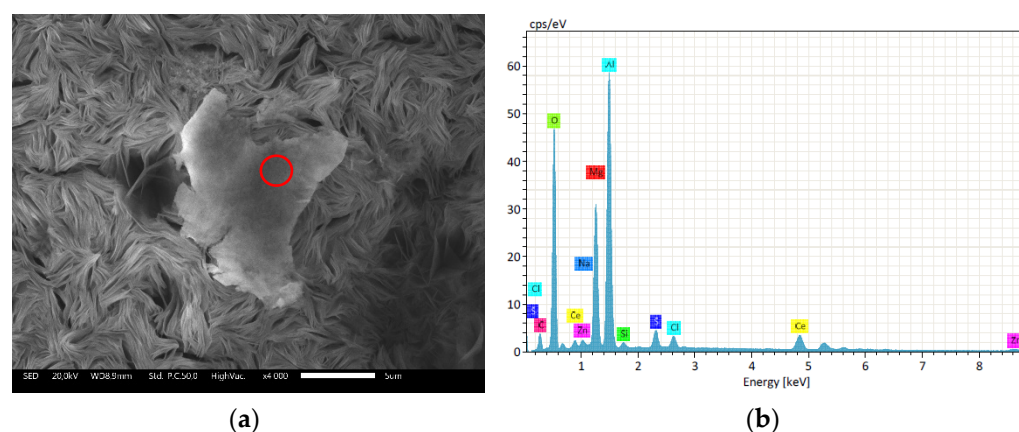 cps/eV
60
50
40
30
20
10
0
Al
O
Mg
Na
Cl
S
C
Ce
Zn
Si
S
Cl
Ce
Zn
1 2 3 4 5 6 7 8
Energy [keV]
SED 20,0kV WD8,9mm Std. P.C.50,0 HighVac. x4 000 5um
(a) (b)